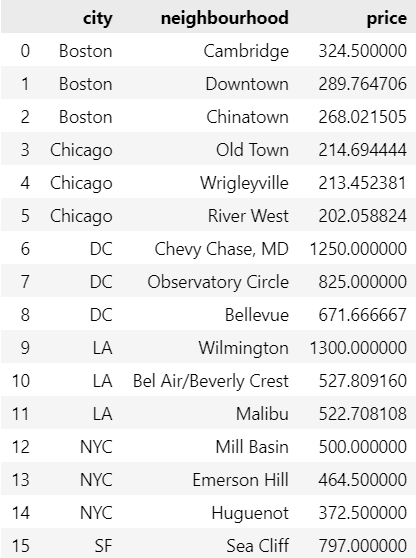 city neighbourhood price
0 Boston Cambridge 324.500000
1 Boston Downtown 289.764706
2 Boston Chinatown 268.021505
3 Chicago Old Town 214.694444
4 Chicago Wrigleyville 213.452381
5 Chicago River West 202.058824
6 DC Chevy Chase, MD 1250.000000
7 DC Observatory Circle 825.000000
8 DC Bellevue 671.666667
9 LA Wilmington 1300.000000
10 LA Bel Air/Beverly Crest 527.809160
11 LA Malibu 522.708108
12 NYC Mill Basin 500.000000
13 NYC Emerson Hill 464.500000
14 NYC Huguenot 372.500000
15 SF Sea Cliff 797.000000